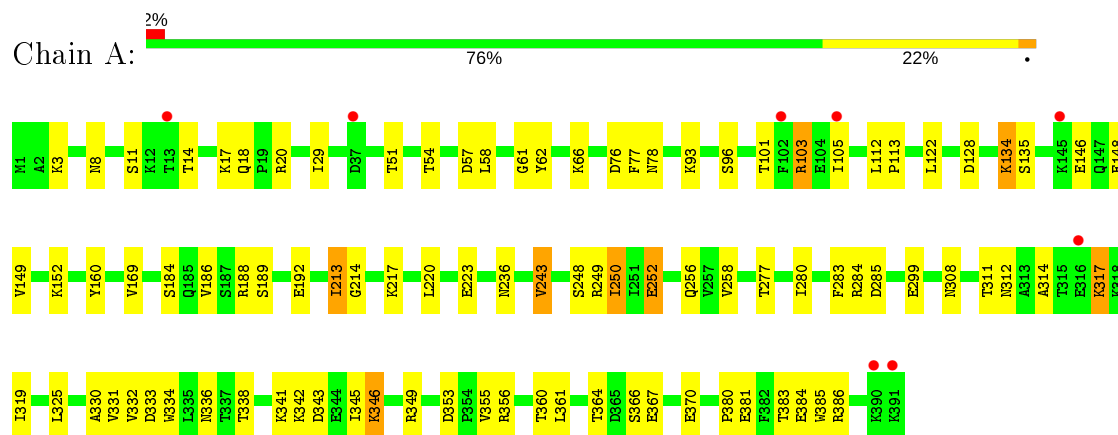 2%
Chain A:
76% 22% •
M1 A2 K3 N8 S11 K12 T13 T14 K17 Q18 P19 R20 I29 D37 T51 T54 D57 L58 G61 Y62 K66 D76 F77 N78 K93 S96 T101 F102 R103 E104 I105 L112 P113 L122 D128 K134 S135 K145 E146 Q147 E148
V149 K152 Y160 V169 S184 Q185 V186 S187 R188 S189 E192 I213 G214 K217 L220 E223 N236 V243 S248 R249 I250 I251 E252 Q256 V257 V258 T277 I280 F283 R284 D285 E299 N308 T311 N312 A313 A314 T315 E316 K317 K318
I319 L325 A330 V331 V332 D333 W334 L335 N336 T337 T338 K341 K342 D343 E344 I345 K346 R349 D353 P354 V355 R356 T360 L361 T364 D365 S366 E367 E370 P380 E381 F382 T383 E384 W385 R386 K390 K391